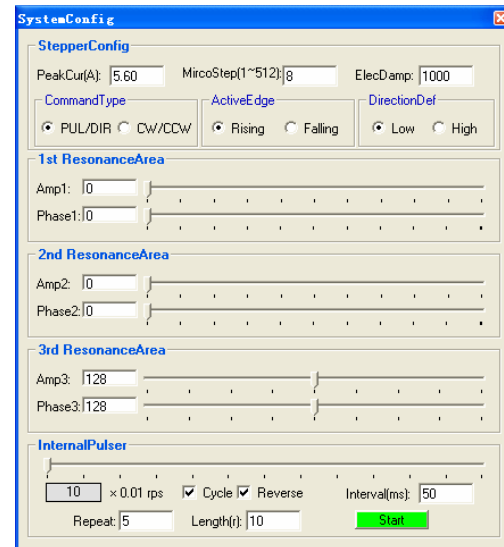 SystemConfig
StepperConfig
PeakCur(A): 5.60 MircoStep(1~512): 8 ElecDamp: 1000
CommandType ActiveEdge DirectionDef
PUL/DIR CW/CCW Rising Falling Low High
1st ResonanceArea
Amp1: 0
Phase1: 0
2nd ResonanceArea
Amp2: 0
Phase2: 0
3rd ResonanceArea
Amp3: 128
Phase3: 128
InternalPulser
10 × 0.01 rps Cycle Reverse Interval(ms): 50
Repeat: 5 Length(r): 10 Start